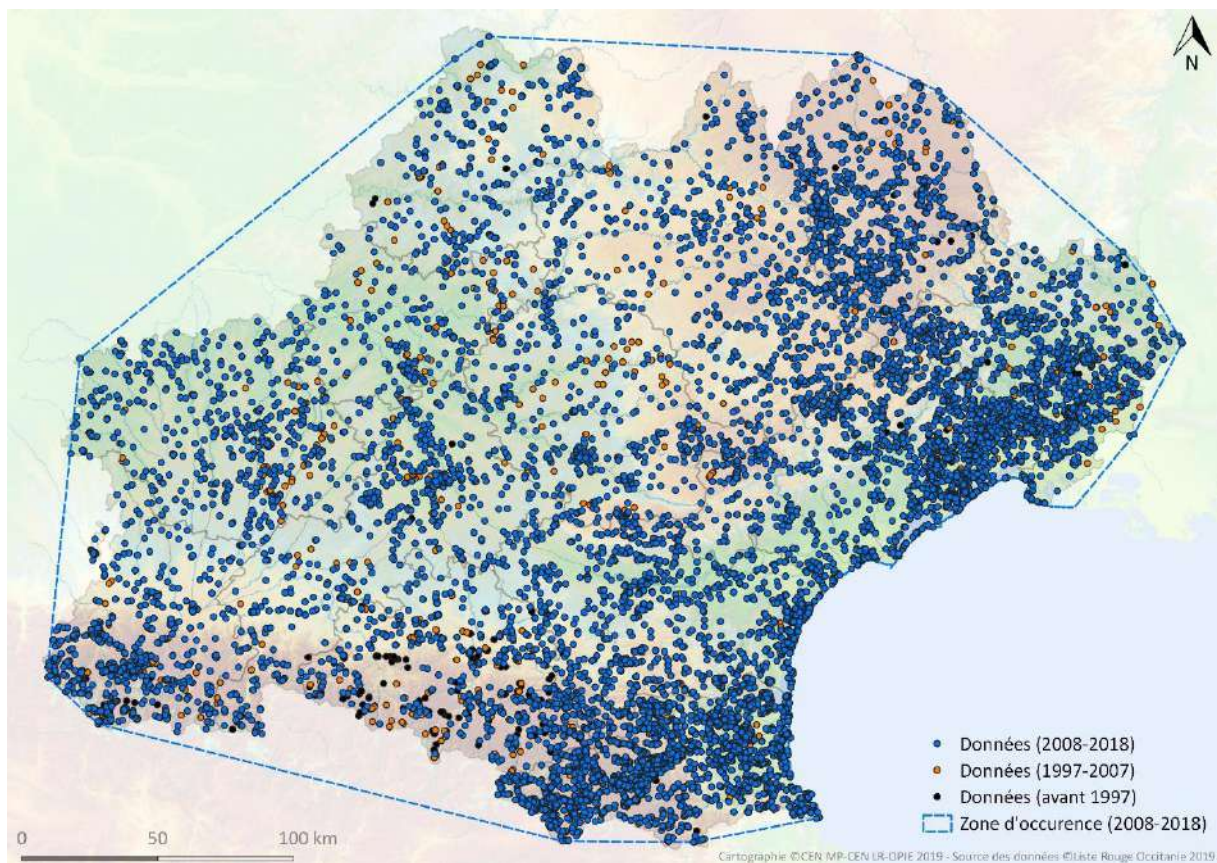 N
Données (2008-2018)
Données (1997-2007)
Données (avant 1997)
Zone d'occurence (2008-2018)
0 50 100 km
Cartographie ©CEN MP-CEN LR-OPIE 2019 - Source des données ©Liste Rouge Occitanie 2019